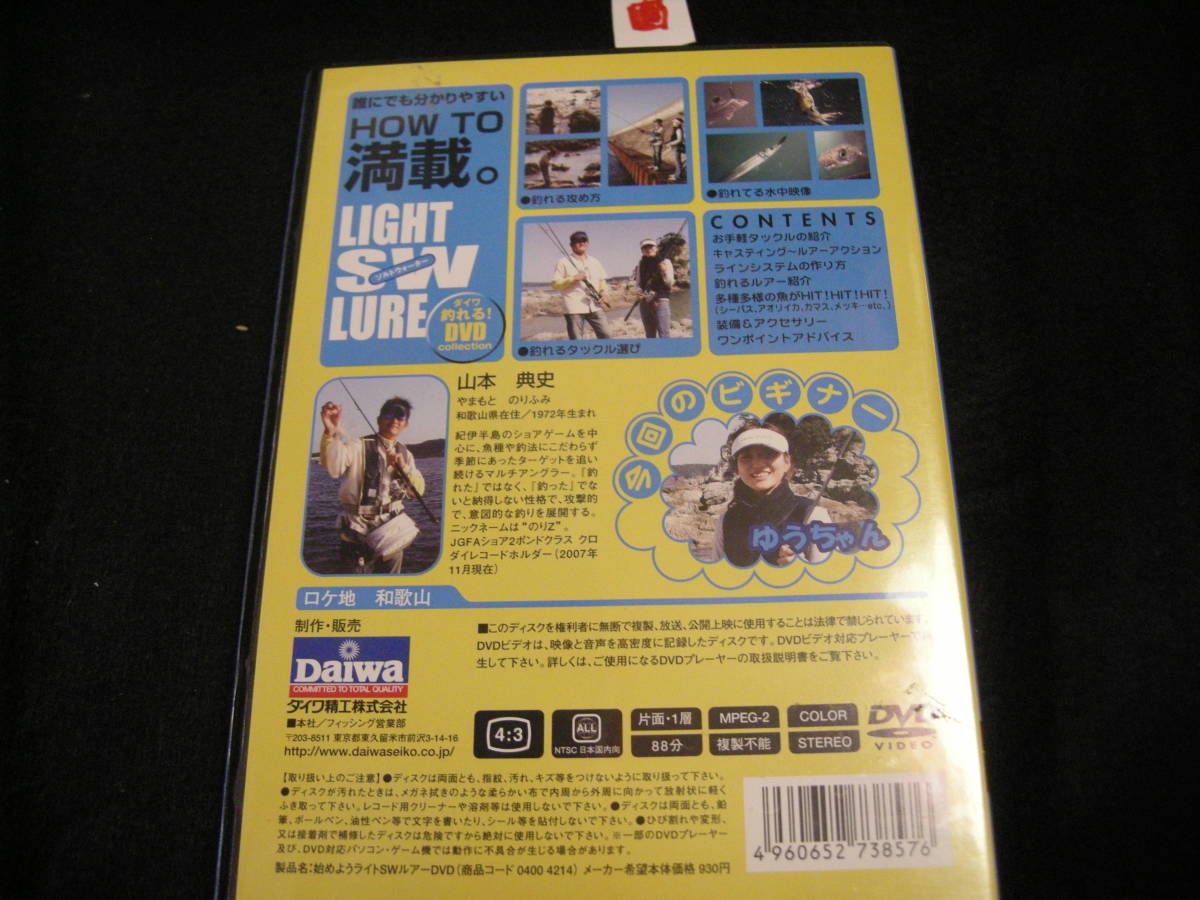 誰にでも分かりやすい
HOW TO
満載。
LIGHT
SW
ソルトウォーター
LURE
ダイワ
釣れる!
DVD
collection
●釣れる攻め方
●釣れてる水中映像
●釣れるタックル選び
CONTENTS
お手軽タックルの紹介
キャスティング～ルアーアクション
ラインシステムの作り方
釣れるルアー紹介
多種多様の魚がHIT!HIT!HIT!
(シーバス、アオリイカ、カマス、メッキ…etc.)
装備&アクセサリー
ワンポイントアドバイス
山本 典史
やまもと のりふみ
和歌山県在住/1972年生まれ
紀伊半島のショアゲームを中
心に、魚種や釣法にこだわらず
季節にあったターゲットを追い
続けるマルチアングラー。『釣
れた』ではなく、『釣った』でな
いと納得しない性格で、攻撃的
で、意図的な釣りを展開する。
ニックネームは“のりZ”。
JGFAショア2ポンドクラス クロ
ダイレコードホルダー(2007年
11月現在)
今回のビギナー
ゆうちゃん
ロケ地 和歌山
制作・販売
Daiwa
COMMITTED TO TOTAL QUALITY
ダイワ精工株式会社
■本社/フィッシング営業部
〒203-8511 東京都東久留米市前沢3-14-16
http://www.daiwaseiko.co.jp/
■このディスクを権利者に無断で複製、放送、公開上映に使用することは法律で禁じられています。
DVDビデオは、映像と音声を高密度に記録したディスクです。DVDビデオ対応プレーヤーで再
生して下さい。詳しくは、ご使用になるDVDプレーヤーの取扱説明書をご覧下さい。
4:3
ALL
NTSC 日本国内向
片面・1層
88分
MPEG-2
複製不能
COLOR
STEREO
DVD
VIDEO
【取り扱い上のご注意】●ディスクは両面とも、指紋、汚れ、キズ等をつけないように取り扱って下さい。
●ディスクが汚れたときは、メガネ拭きのような柔らかい布で内周から外周に向かって放射状に軽く
ふき取って下さい。レコード用クリーナーや溶剤等は使用しないで下さい。●ディスクは両面とも、鉛
筆、ボールペン、油性ペン等で文字を書いたり、シール等を貼付しないで下さい。●ひび割れや変形、
又は接着剤で補修したディスクは危険ですから絶対に使用しないで下さい。※一部のDVDプレーヤー
及び、DVD対応パソコン・ゲーム機では動作に不具合が生じる場合があります。
製品名:始めようライトSWルアーDVD(商品コード 0400 4214) メーカー希望本体価格 930円
4960652738576